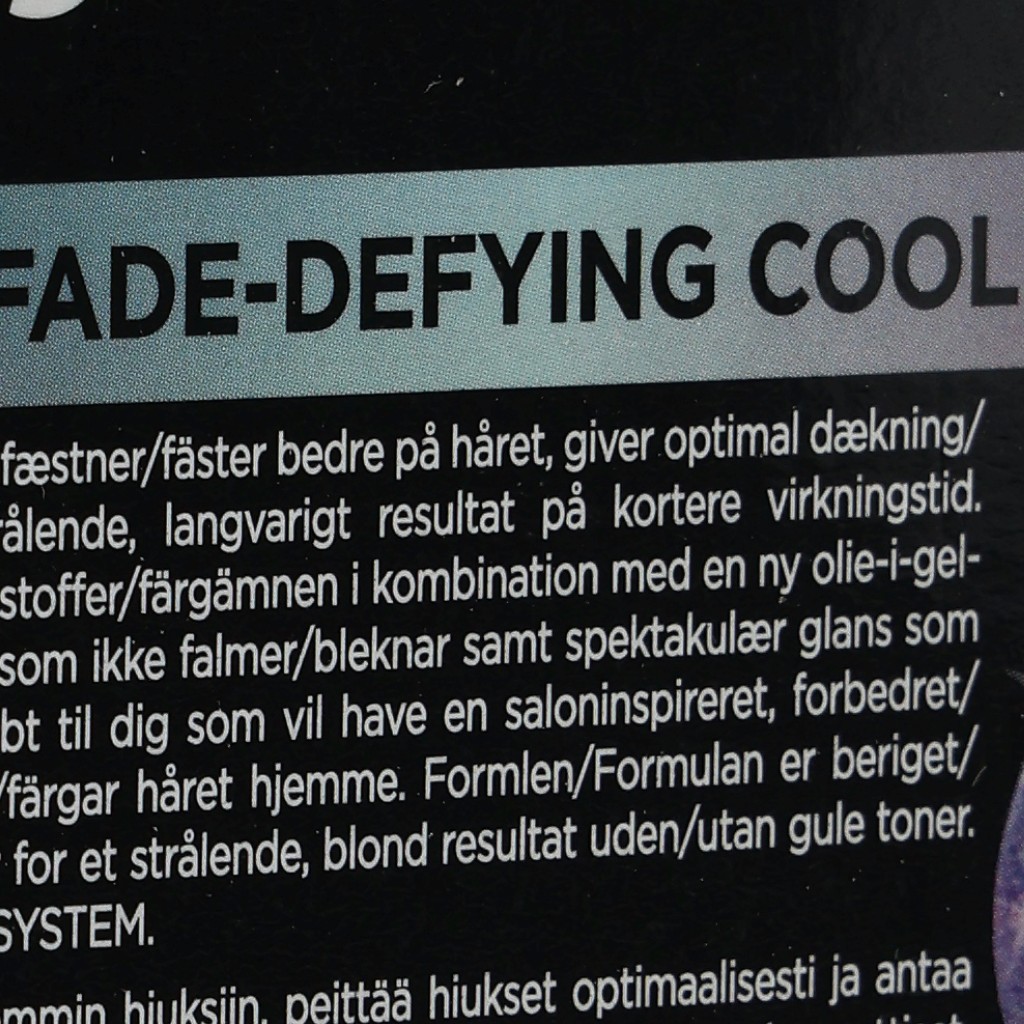 FADE-DEFYING COOL
fæstner/fäster bedre på håret, giver optimal dækning/
rålende, langvarigt resultat på kortere virkningstid.
stoffer/färgämnen i kombination med en ny olie-i-gel-
som ikke falmer/bleknar samt spektakulær glans som
bt til dig som vil have en saloninspireret, forbedret/
/färgar håret hjemme. Formlen/Formulan er beriget/
for et strålende, blond resultat uden/utan gule toner.
SYSTEM.
mmin hiuksiin, peittää hiukset optimaalisesti ja antaa